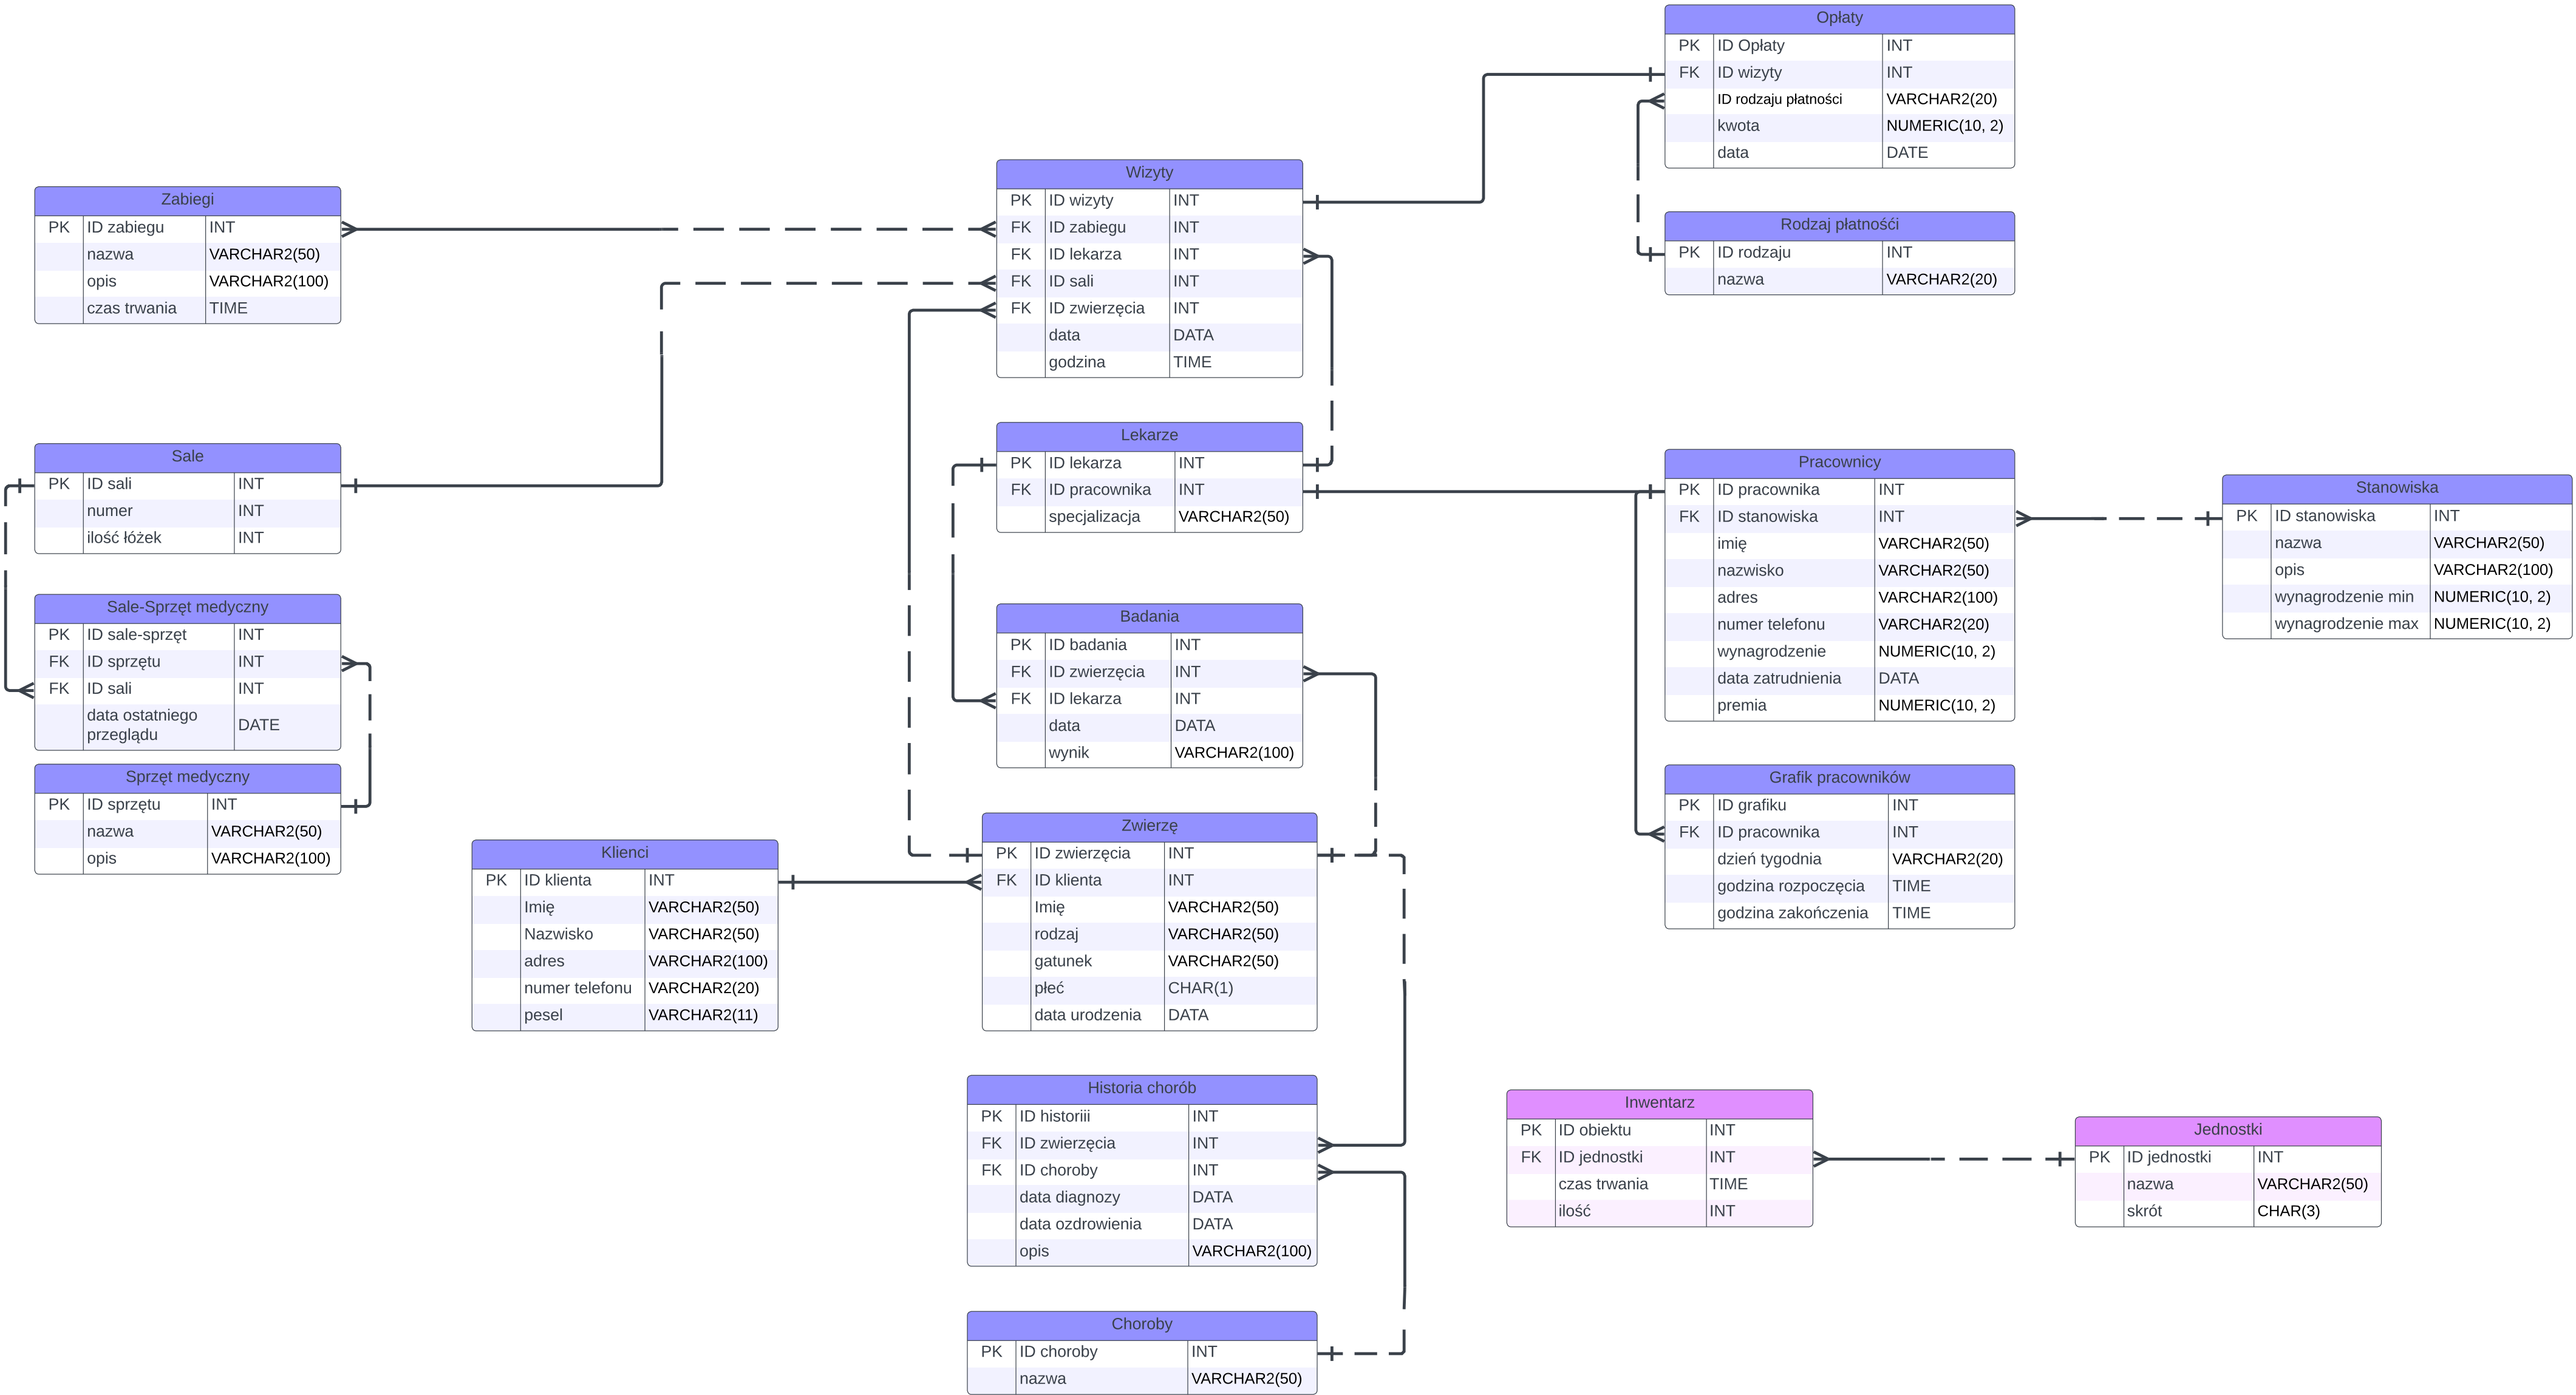 Opłaty
PK ID Opłaty INT
FK ID wizyty INT
ID rodzaju płatności VARCHAR2(20)
kwota NUMERIC(10, 2)
data DATE
Zabiegi
PK ID zabiegu INT
nazwa VARCHAR2(50)
opis VARCHAR2(100)
czas trwania TIME
Wizyty
PK ID wizyty INT
FK ID zabiegu INT
FK ID lekarza INT
FK ID sali INT
FK ID zwierzęcia INT
data DATA
godzina TIME
Rodzaj płatnośći
PK ID rodzaju INT
nazwa VARCHAR2(20)
Sale
PK ID sali INT
numer INT
ilość łóżek INT
Lekarze
PK ID lekarza INT
FK ID pracownika INT
specjalizacja VARCHAR2(50)
Pracownicy
PK ID pracownika INT
FK ID stanowiska INT
imię VARCHAR2(50)
nazwisko VARCHAR2(50)
adres VARCHAR2(100)
numer telefonu VARCHAR2(20)
wynagrodzenie NUMERIC(10, 2)
data zatrudnienia DATA
premia NUMERIC(10, 2)
Stanowiska
PK ID stanowiska INT
nazwa VARCHAR2(50)
opis VARCHAR2(100)
wynagrodzenie min NUMERIC(10, 2)
wynagrodzenie max NUMERIC(10, 2)
Sale-Sprzęt medyczny
PK ID sale-sprzęt INT
FK ID sprzętu INT
FK ID sali INT
data ostatniego
przeglądu DATE
Badania
PK ID badania INT
FK ID zwierzęcia INT
FK ID lekarza INT
data DATA
wynik VARCHAR2(100)
Sprzęt medyczny
PK ID sprzętu INT
nazwa VARCHAR2(50)
opis VARCHAR2(100)
Klienci
PK ID klienta INT
Imię VARCHAR2(50)
Nazwisko VARCHAR2(50)
adres VARCHAR2(100)
numer telefonu VARCHAR2(20)
pesel VARCHAR2(11)
Zwierzę
PK ID zwierzęcia INT
FK ID klienta INT
Imię VARCHAR2(50)
rodzaj VARCHAR2(50)
gatunek VARCHAR2(50)
płeć CHAR(1)
data urodzenia DATA
Grafik pracowników
PK ID grafiku INT
FK ID pracownika INT
dzień tygodnia VARCHAR2(20)
godzina rozpoczęcia TIME
godzina zakończenia TIME
Historia chorób
PK ID historiii INT
FK ID zwierzęcia INT
FK ID choroby INT
data diagnozy DATA
data ozdrowienia DATA
opis VARCHAR2(100)
Inwentarz
PK ID obiektu INT
FK ID jednostki INT
czas trwania TIME
ilość INT
Jednostki
PK ID jednostki INT
nazwa VARCHAR2(50)
skrót CHAR(3)
Choroby
PK ID choroby INT
nazwa VARCHAR2(50)